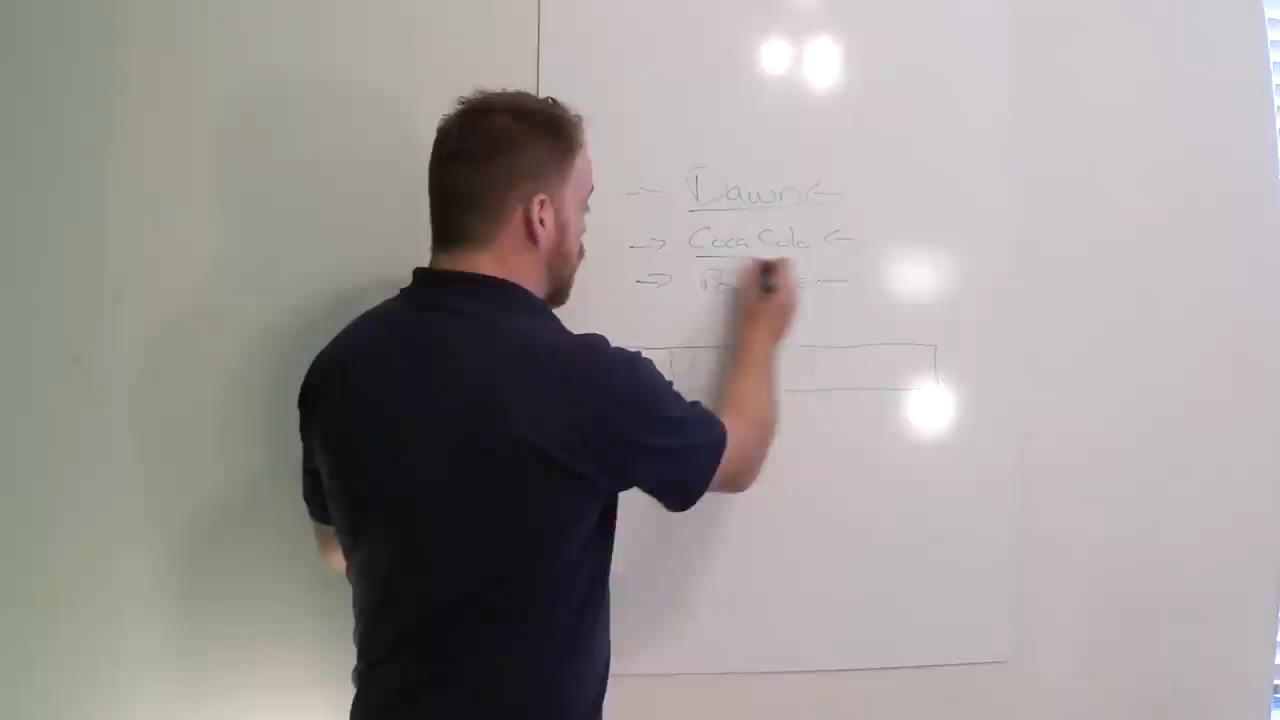 → Dawn ←
→ Coca Cola ←